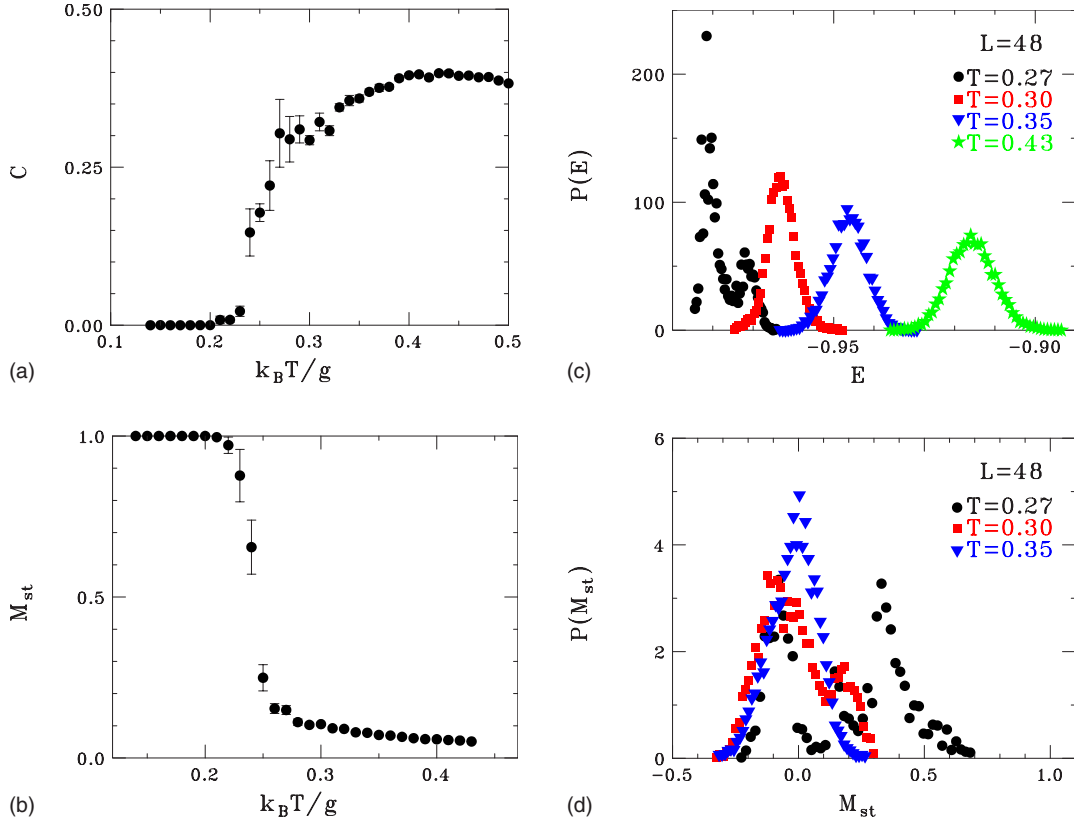 0.50
0.25
0.00
C
0.1 0.2 0.3 0.4 0.5
(a)
k_BT/g
1.0
0.5
0.0
M_st
0.2 0.3 0.4
(b)
k_BT/g
200
100
0
P(E)
L=48
T=0.27
T=0.30
T=0.35
T=0.43
−0.95 −0.90
(c)
E
6
4
2
0
P(M_st)
L=48
T=0.27
T=0.30
T=0.35
−0.5 0.0 0.5 1.0
(d)
M_st